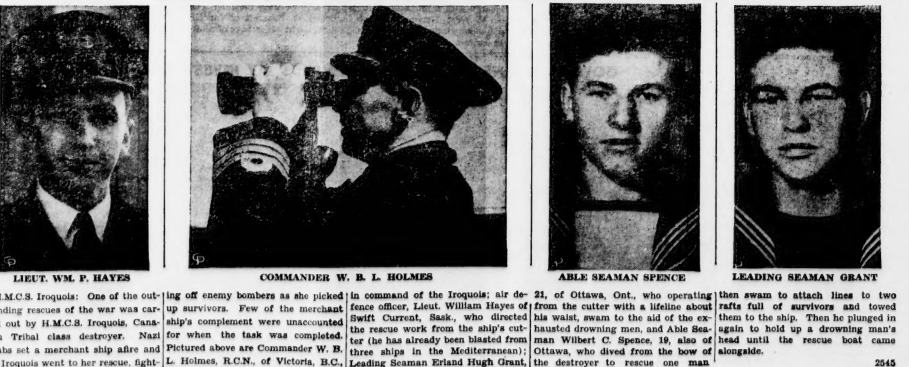 LIEUT. WM. P. HAYES
COMMANDER W. B. L. HOLMES
ABLE SEAMAN SPENCE
LEADING SEAMAN GRANT
.M.C.S. Iroquois: One of the out-
nding rescues of the war was car-
out by H.M.C.S. Iroquois, Cana-
Tribal class destroyer. Nazi
bs set a merchant ship afire and
Iroquois went to her rescue, fight-
ing off enemy bombers as she picked
up survivors. Few of the merchant
ship's complement were unaccounted
for when the task was completed.
Pictured above are Commander W. B.
L. Holmes, R.C.N., of Victoria, B.C.,
in command of the Iroquois; air de-
fence officer, Lieut. William Hayes of
Swift Current, Sask., who directed
the rescue work from the ship's cut-
ter (he has already been blasted from
three ships in the Mediterranean);
Leading Seaman Erland Hugh Grant,
21, of Ottawa, Ont., who operating
from the cutter with a lifeline about
his waist, swam to the aid of the ex-
hausted drowning men, and Able Sea-
man Wilbert C. Spence, 19, also of
Ottawa, who dived from the bow of
the destroyer to rescue one man
then swam to attach lines to two
rafts full of survivors and towed
them to the ship. Then he plunged in
again to hold up a drowning man's
head until the rescue boat came
alongside.
2545